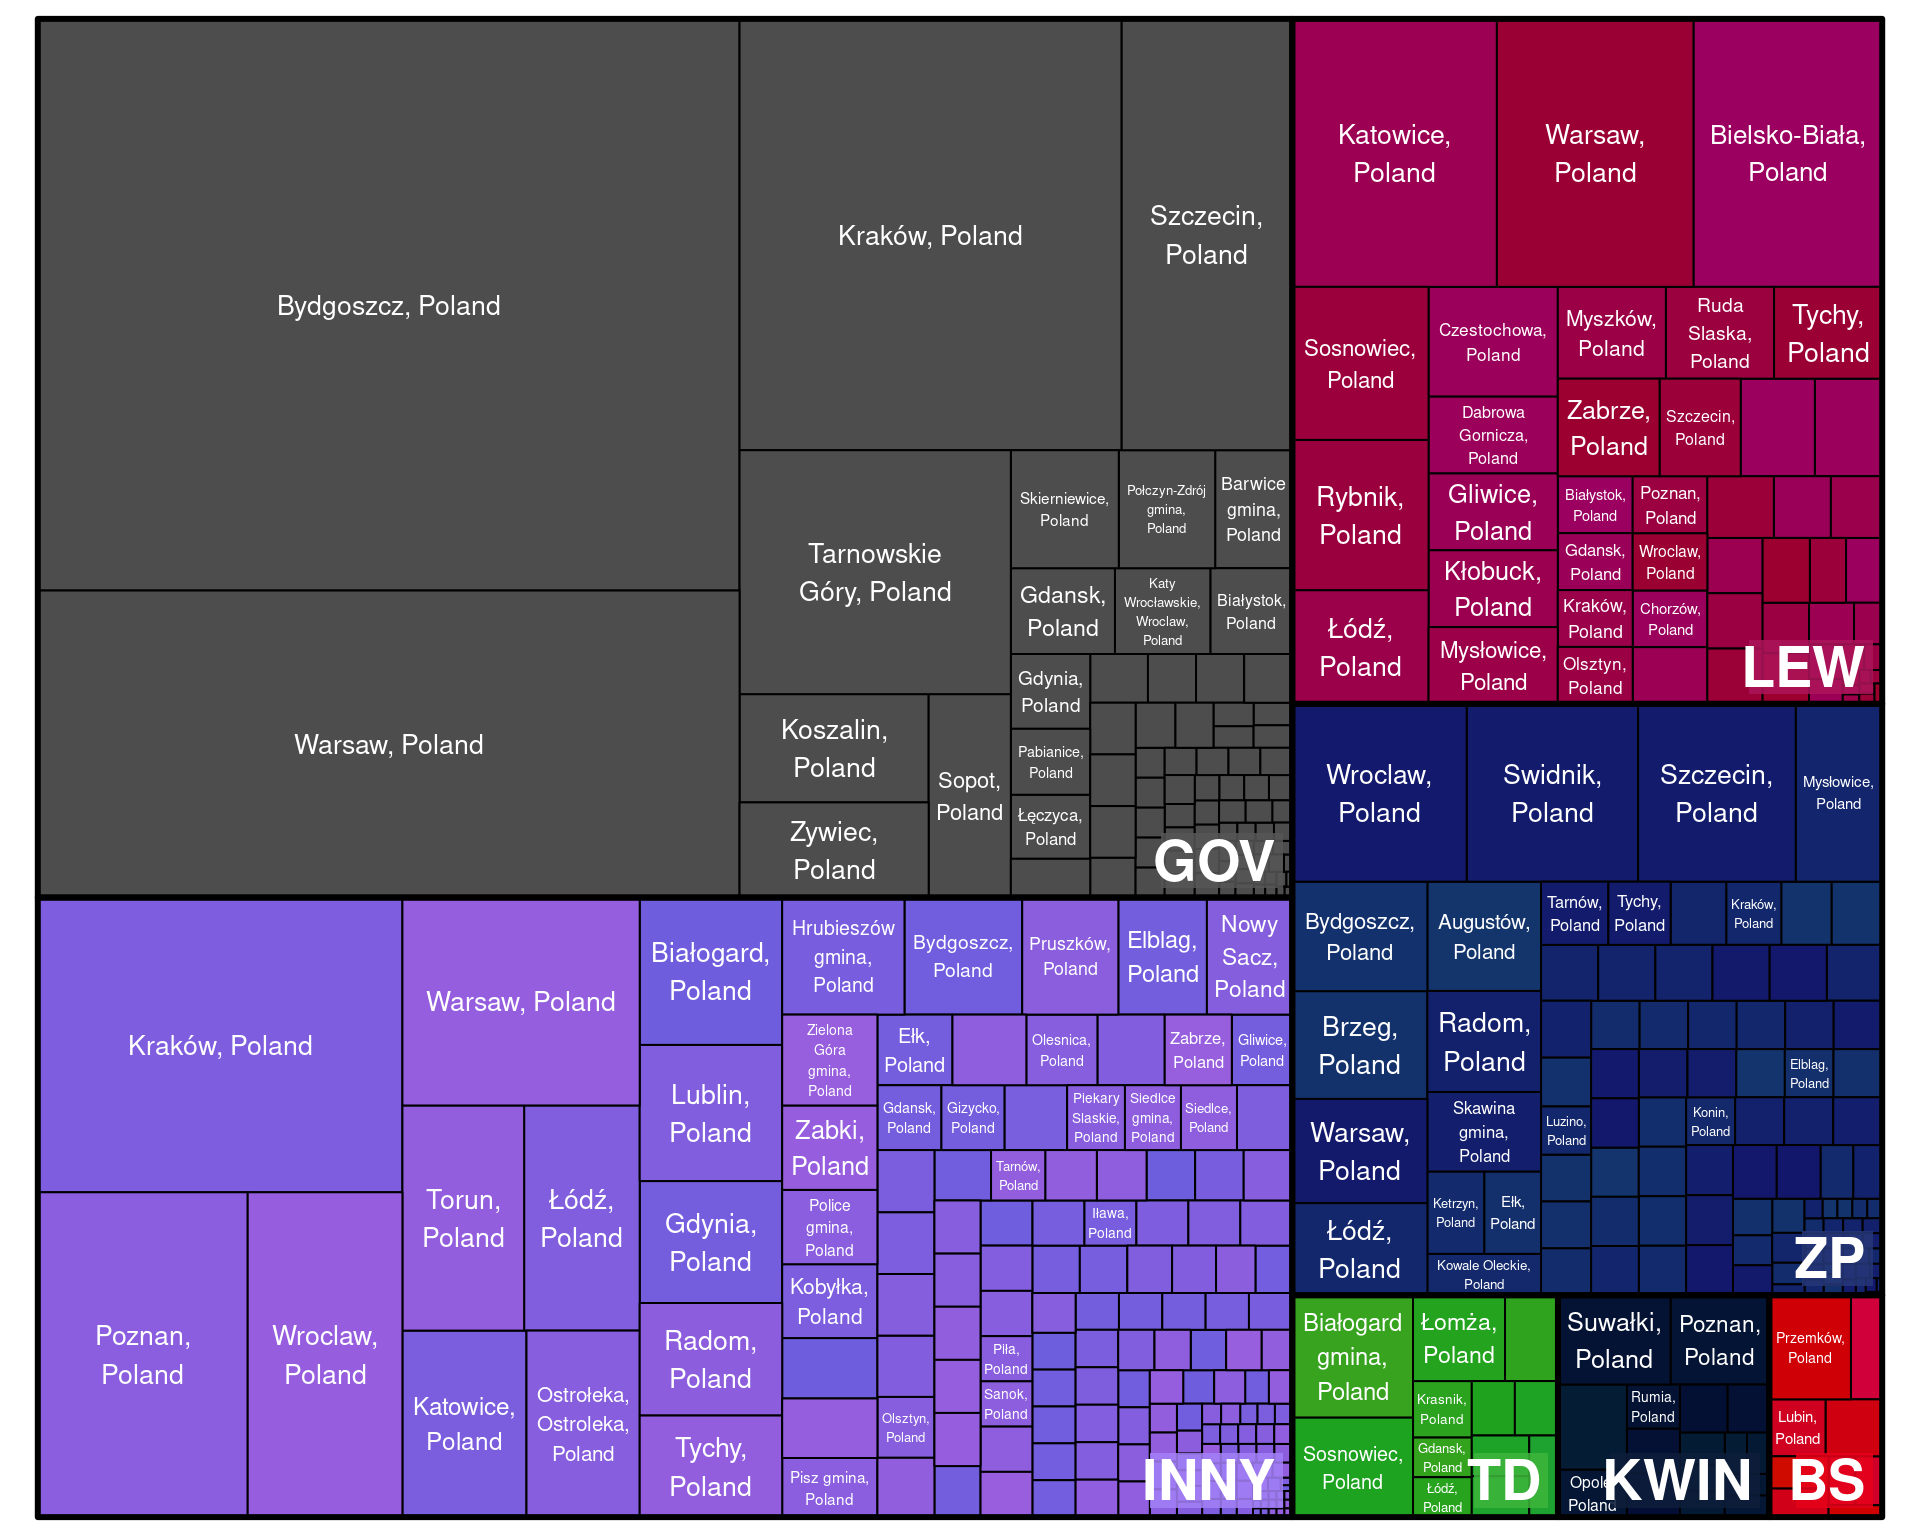 Bydgoszcz, Poland
Warsaw, Poland
Kraków, Poland
Szczecin,
Poland
Tarnowskie
Góry, Poland
Koszalin,
Poland
Zywiec,
Poland
Sopot,
Poland
Skierniewice,
Poland
Połczyn-Zdrój
gmina,
Poland
Barwice
gmina,
Poland
Gdansk,
Poland
Katy
Wrocławskie,
Wroclaw,
Poland
Białystok,
Poland
Gdynia,
Poland
Pabianice,
Poland
Łęczyca,
Poland
GOV
Katowice,
Poland
Warsaw,
Poland
Bielsko-Biała,
Poland
Sosnowiec,
Poland
Rybnik,
Poland
Łódź,
Poland
Czestochowa,
Poland
Dabrowa
Gornicza,
Poland
Gliwice,
Poland
Kłobuck,
Poland
Mysłowice,
Poland
Myszków,
Poland
Ruda
Slaska,
Poland
Tychy,
Poland
Zabrze,
Poland
Szczecin,
Poland
Białystok,
Poland
Poznan,
Poland
Gdansk,
Poland
Wroclaw,
Poland
Kraków,
Poland
Chorzów,
Poland
Olsztyn,
Poland
LEW
Kraków, Poland
Poznan,
Poland
Wroclaw,
Poland
Warsaw, Poland
Torun,
Poland
Łódź,
Poland
Katowice,
Poland
Ostrołeka,
Ostroleka,
Poland
Białogard,
Poland
Lublin,
Poland
Gdynia,
Poland
Radom,
Poland
Tychy,
Poland
Hrubieszów
gmina,
Poland
Bydgoszcz,
Poland
Pruszków,
Poland
Elblag,
Poland
Nowy
Sacz,
Poland
Zielona
Góra
gmina,
Poland
Zabki,
Poland
Police
gmina,
Poland
Kobyłka,
Poland
Pisz gmina,
Poland
Ełk,
Poland
Olesnica,
Poland
Zabrze,
Poland
Gliwice,
Poland
Gdansk,
Poland
Gizycko,
Poland
Piekary
Slaskie,
Poland
Siedlce
gmina,
Poland
Siedlce,
Poland
Tarnów,
Poland
Iława,
Poland
Piła,
Poland
Sanok,
Poland
Olsztyn,
Poland
INNY
Wroclaw,
Poland
Swidnik,
Poland
Szczecin,
Poland
Mysłowice,
Poland
Bydgoszcz,
Poland
Brzeg,
Poland
Warsaw,
Poland
Łódź,
Poland
Augustów,
Poland
Radom,
Poland
Skawina
gmina,
Poland
Ketrzyn,
Poland
Ełk,
Poland
Kowale Oleckie,
Poland
Tarnów,
Poland
Tychy,
Poland
Kraków,
Poland
Elblag,
Poland
Luzino,
Poland
Konin,
Poland
ZP
Białogard
gmina,
Poland
Sosnowiec,
Poland
Łomża,
Poland
Krasnik,
Poland
Gdansk,
Poland
Łódź,
Poland
TD
Suwałki,
Poland
Poznan,
Poland
Rumia,
Poland
Opole
Poland
KWIN
Przemków,
Poland
Lubin,
Poland
BS